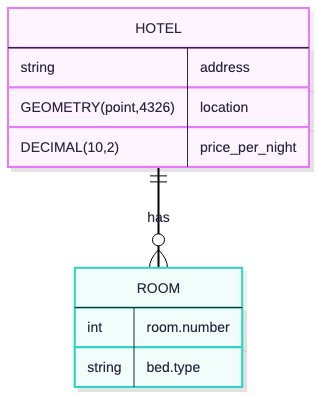 HOTEL
string address
GEOMETRY(point,4326) location
DECIMAL(10,2) price_per_night
has
ROOM
int room.number
string bed.type